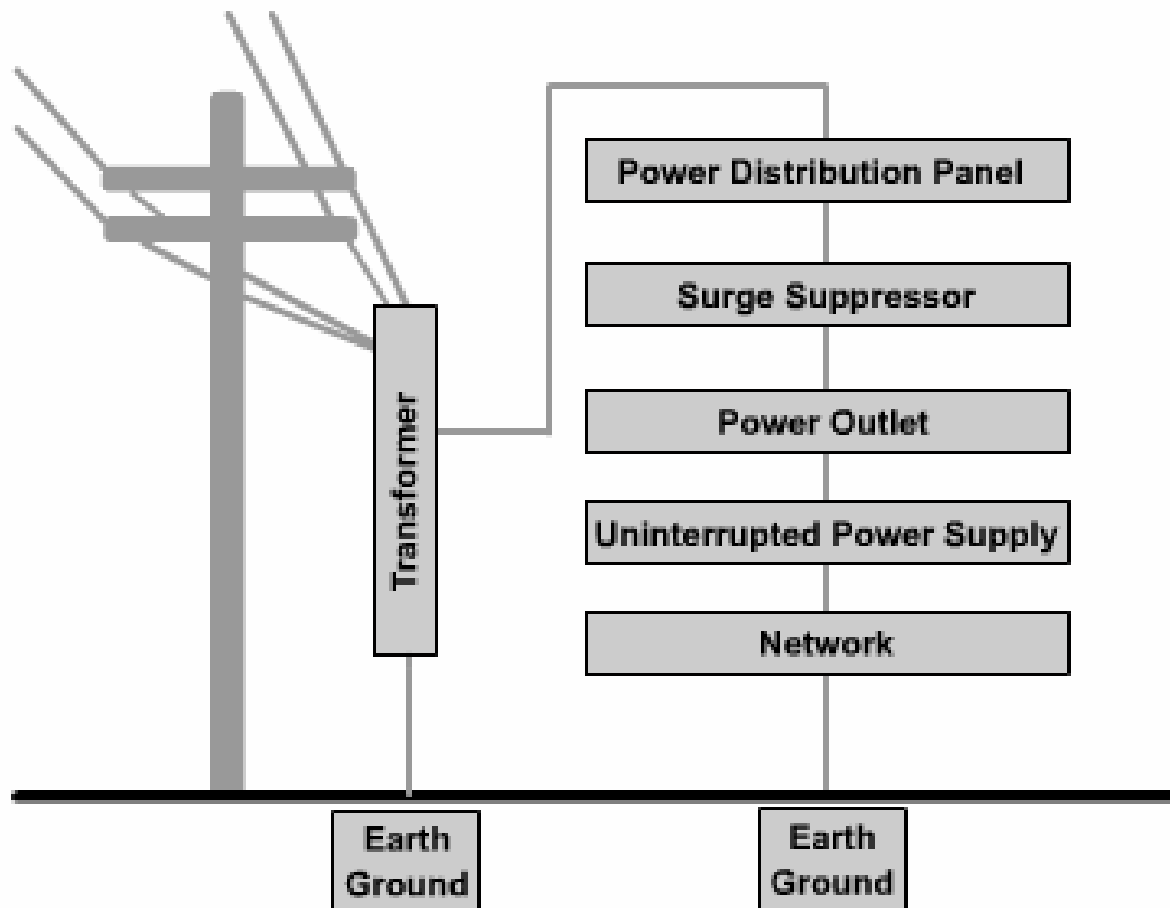 Power Distribution Panel
Surge Suppressor
Power Outlet
Uninterrupted Power Supply
Network
Transformer
Earth
Ground
Earth
Ground